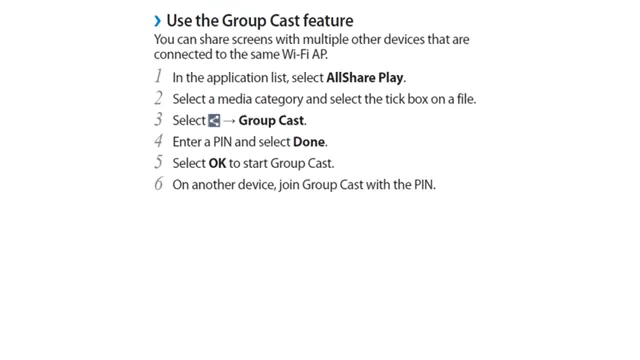 › Use the Group Cast feature
You can share screens with multiple other devices that are
connected to the same Wi-Fi AP.
1 In the application list, select AllShare Play.
2 Select a media category and select the tick box on a file.
3 Select → Group Cast.
4 Enter a PIN and select Done.
5 Select OK to start Group Cast.
6 On another device, join Group Cast with the PIN.